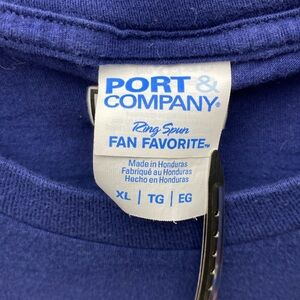 PORT &
COMPANY®
Ring Spun
FAN FAVORITE™
Made in Honduras
Fabriqué au Honduras
Hecho en Honduras
XL | TG | EG